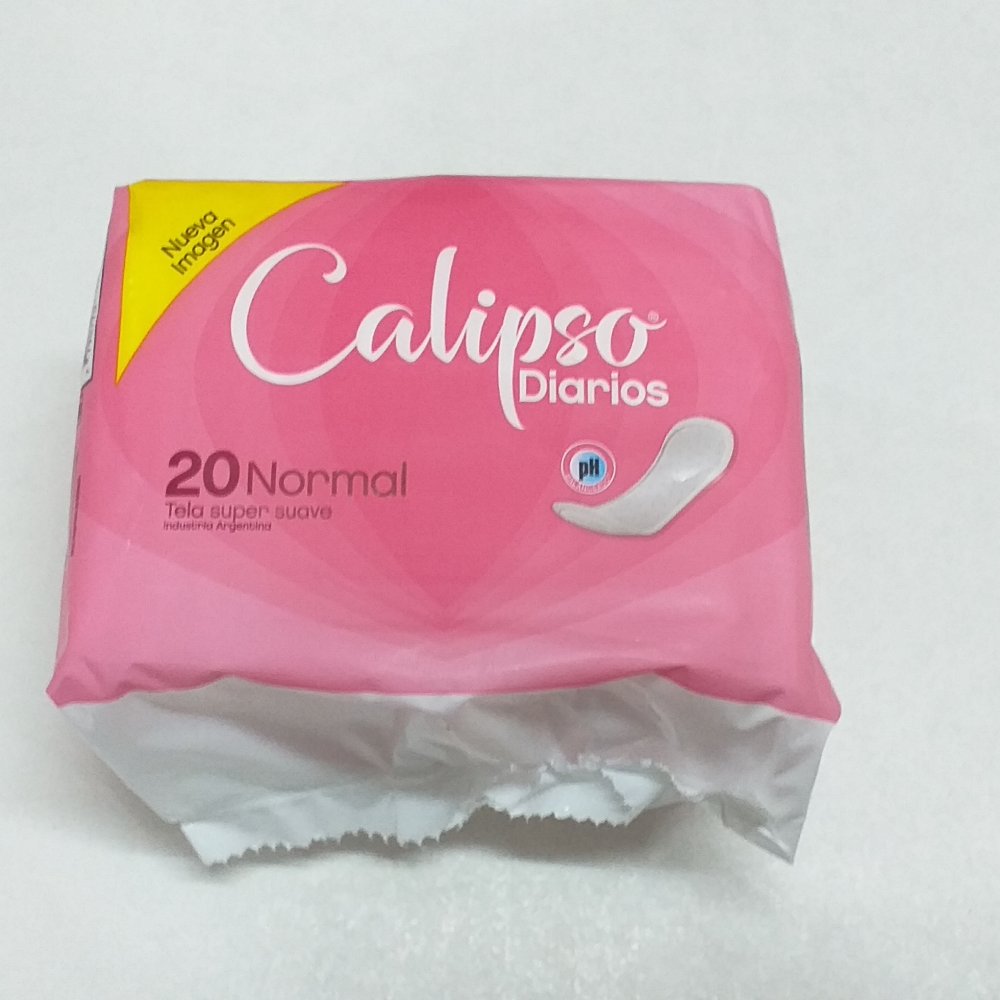 Nueva
Imagen
Calipso
Diarios
20 Normal
Tela super suave
Industria Argentina
pH